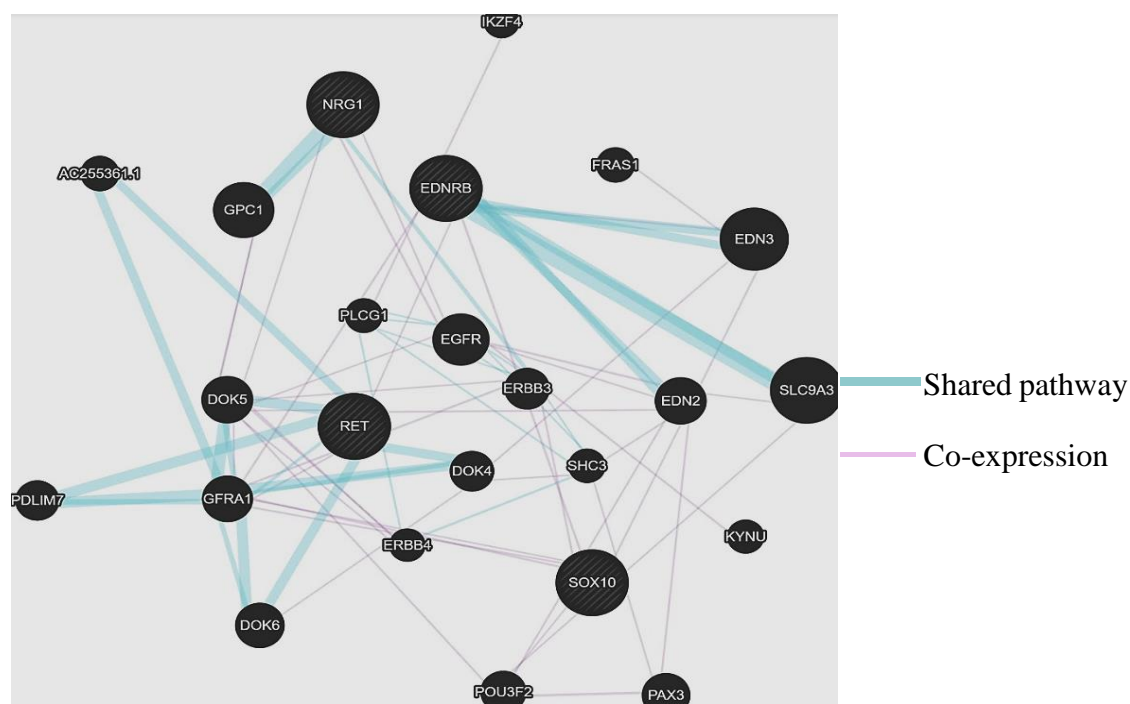 IKZF4
NRG1
FRAS1
AC255361.1
EDNRB
GPC1
EDN3
PLCG1
EGFR
ERBB3
SLC9A3
Shared pathway
DOK5
EDN2
RET
Co-expression
DOK4
SHC3
PDLIM7
GFRA1
KYNU
ERBB4
SOX10
DOK6
POU3F2
PAX3